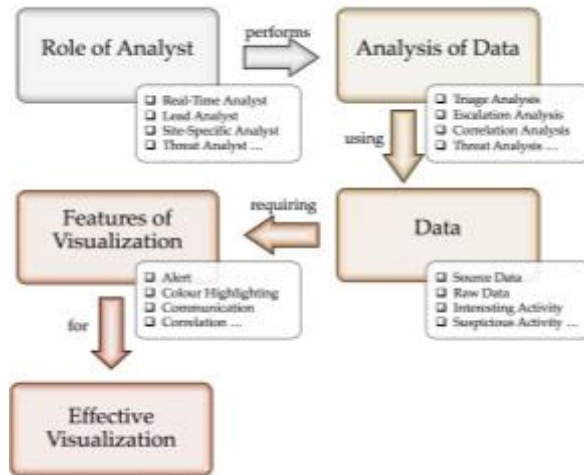 Role of Analyst
❑ Real-Time Analyst
❑ Lead Analyst
❑ Site-Specific Analyst
❑ Threat Analyst ...
performs
Analysis of Data
❑ Triage Analysis
❑ Escalation Analysis
❑ Correlation Analysis
❑ Threat Analysis ...
using
Data
❑ Source Data
❑ Raw Data
❑ Interesting Activity
❑ Suspicious Activity ...
requiring
Features of
Visualization
❑ Alert
❑ Colour Highlighting
❑ Communication
❑ Correlation ...
for
Effective
Visualization